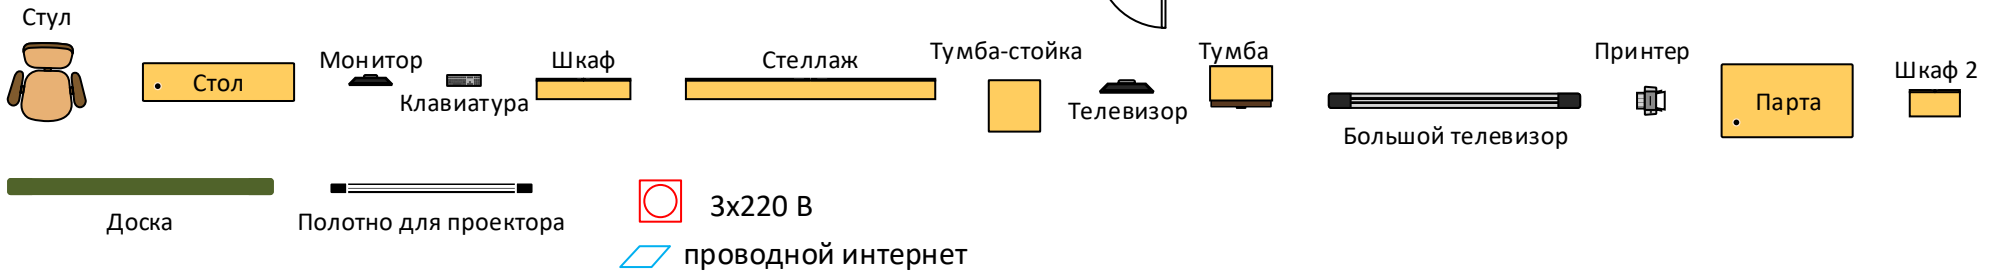 Стул
Стол
Монитор
Клавиатура
Шкаф
Стеллаж
Тумба-стойка
Телевизор
Тумба
Большой телевизор
Принтер
Парта
Шкаф 2
Доска
Полотно для проектора
3х220 В
проводной интернет